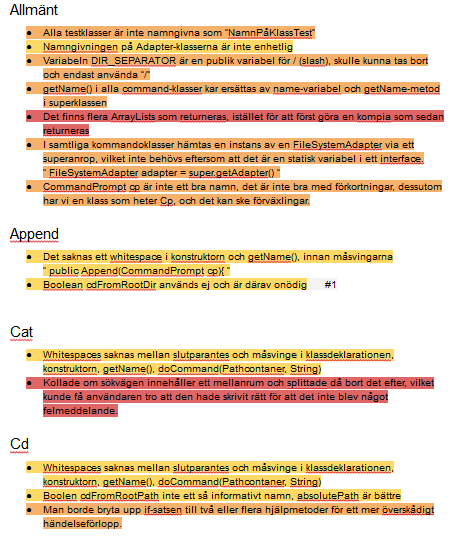 Allmänt
● Alla testklasser är inte namngivna som "NamnPåKlassTest"
● Namngivningen på Adapter-klasserna är inte enhetlig
● Variabeln DIR_SEPARATOR är en publik variabel för / (slash), skulle kunna tas bort
och endast använda "/"
● getName() i alla command-klasser kar ersättas av name-variabel och getName-metod
i superklassen
● Det finns flera ArrayLists som returneras, istället för att först göra en kompia som sedan
returneras
● I samtliga kommandoklasser hämtas en instans av en FileSystemAdapter via ett
superanrop, vilket inte behövs eftersom att det är en statisk variabel i ett interface.
" FileSystemAdapter adapter = super.getAdapter() "
● CommandPrompt cp är inte ett bra namn, det är inte bra med förkortningar, dessutom
har vi en klass som heter Cp, och det kan ske förväxlingar.
Append
● Det saknas ett whitespace i konstruktorn och getName(), innan måsvingarna
" public Append(CommandPrompt cp){ "
● Boolean cdFromRootDir används ej och är därav onödig #1
Cat
● Whitespaces saknas mellan slutparantes och måsvinge i klassdeklarationen,
konstruktorn, getName(), doCommand(Pathcontaner, String)
● Kollade om sökvägen innehåller ett mellanrum och splittade då bort det efter, vilket
kunde få användaren tro att den hade skrivit rätt för att det inte blev något
felmeddelande.
Cd
● Whitespaces saknas mellan slutparantes och måsvinge i klassdeklarationen,
konstruktorn, getName(), doCommand(Pathcontaner, String)
● Boolen cdFromRootPath inte ett så informativt namn, absolutePath är bättre
● Man borde bryta upp if-satsen till två eller flera hjälpmetoder för ett mer överskådigt
händelseförlopp.